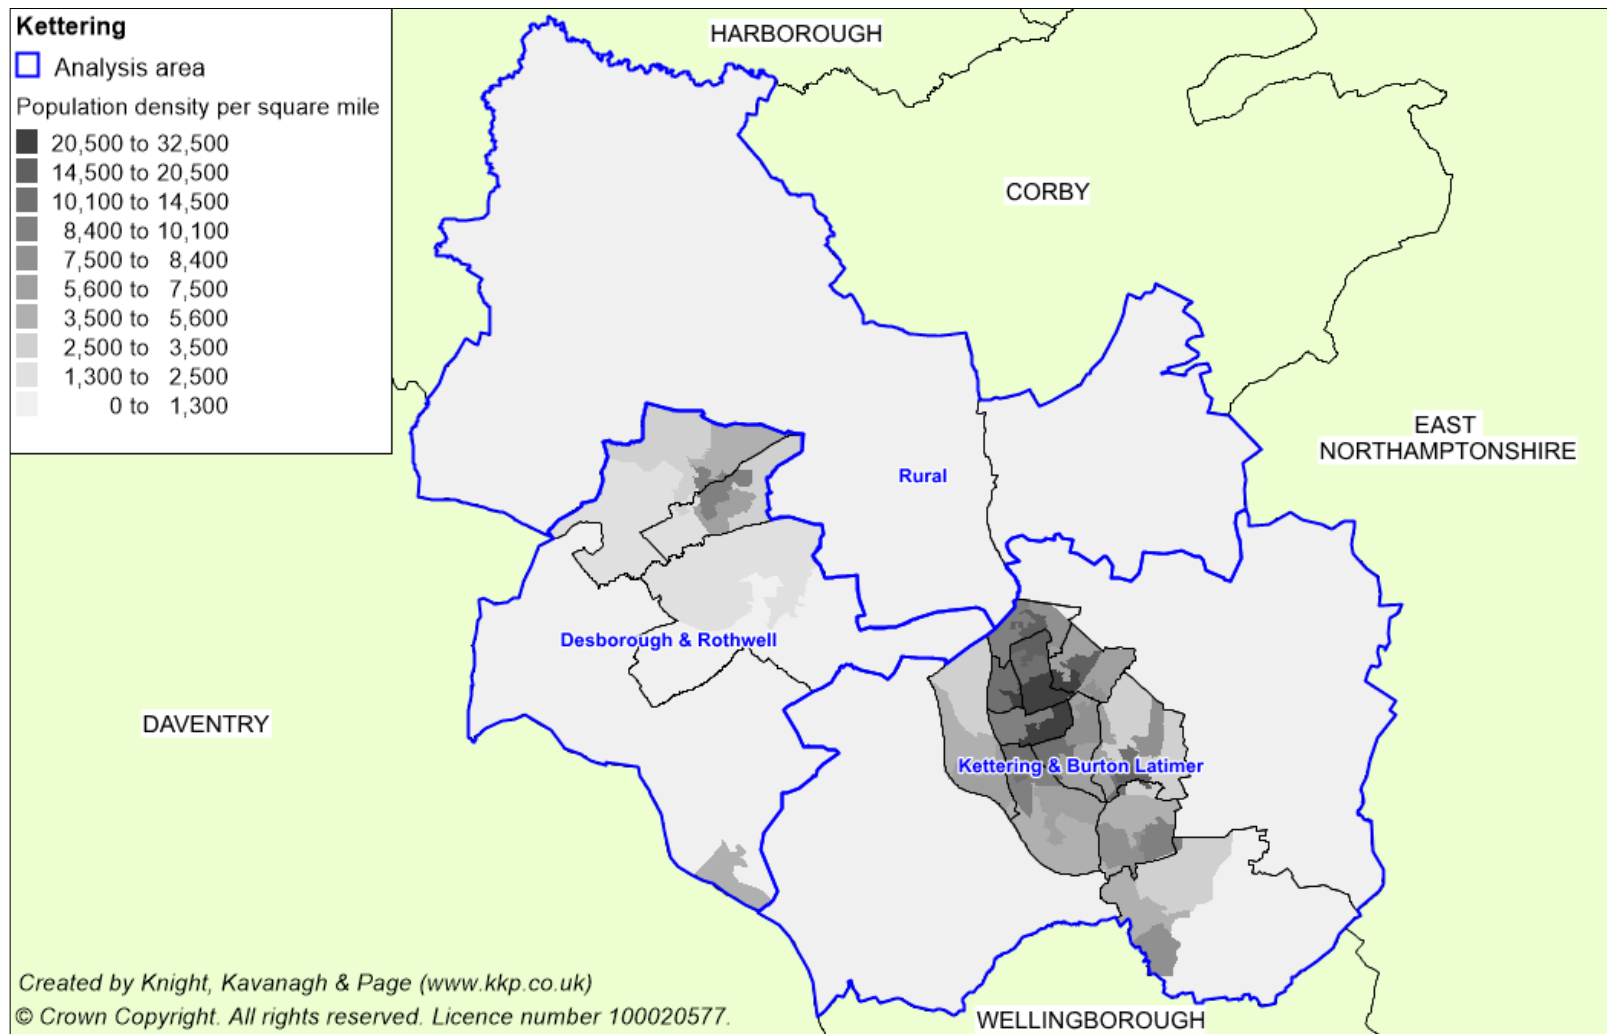 Kettering
Analysis area
Population density per square mile
20,500 to 32,500
14,500 to 20,500
10,100 to 14,500
8,400 to 10,100
7,500 to 8,400
5,600 to 7,500
3,500 to 5,600
2,500 to 3,500
1,300 to 2,500
0 to 1,300
HARBOROUGH
CORBY
EAST
NORTHAMPTONSHIRE
Rural
Desborough & Rothwell
DAVENTRY
Kettering & Burton Latimer
WELLINGBOROUGH
Created by Knight, Kavanagh & Page (www.kkp.co.uk)
© Crown Copyright. All rights reserved. Licence number 100020577.